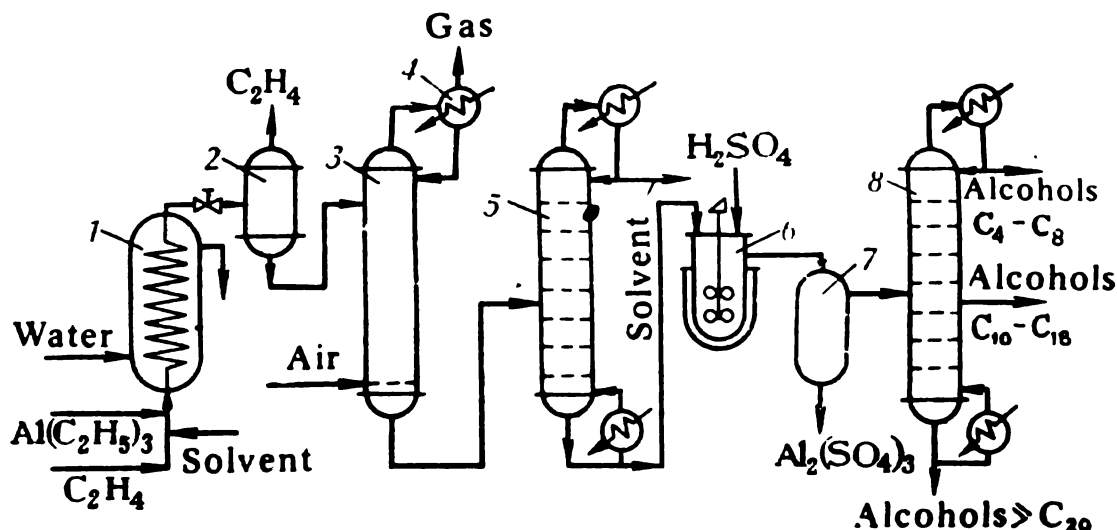 Gas
4
C₂H₄
2
3
H₂SO₄
1
5
6
7
8
Alcohols
C₄ – C₈
Alcohols
C₁₀ – C₁₈
Solvent
Water
Air
Al(C₂H₅)₃
Solvent
C₂H₄
Al₂(SO₄)₃
Alcohols ⩾ C₂₀